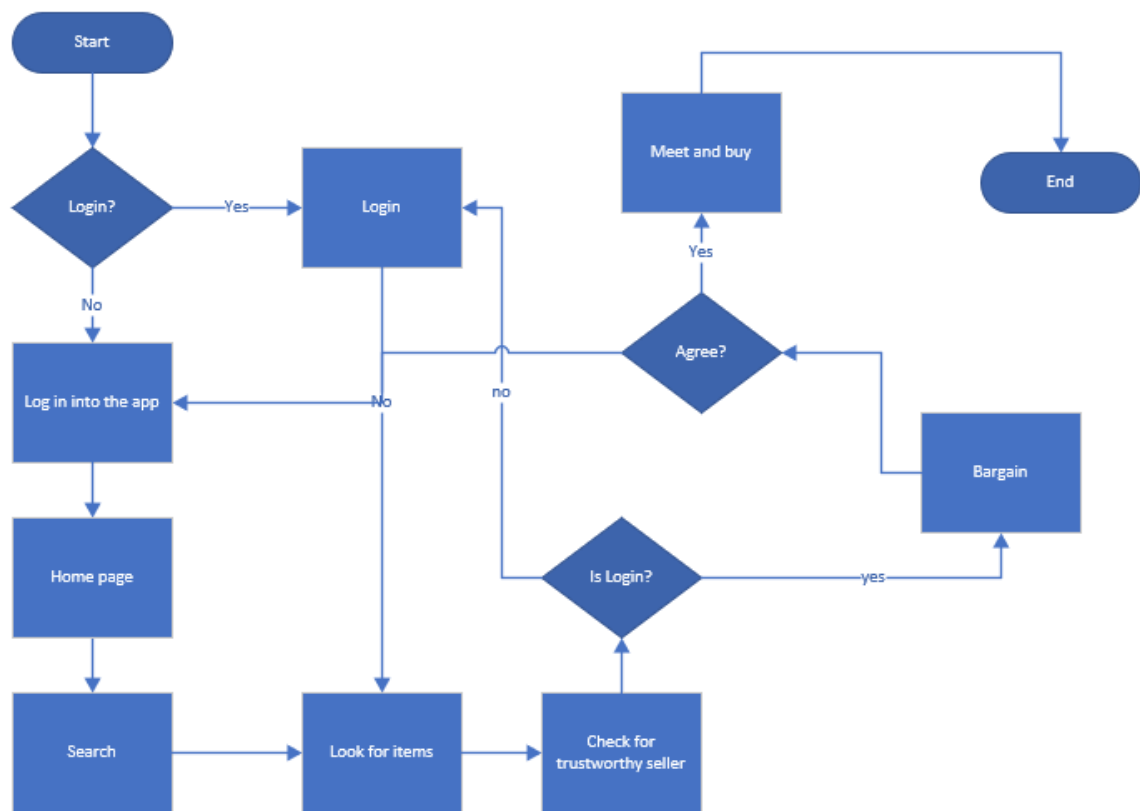 Start
Login?
Yes
Login
No
Log in into the app
Home page
Search
Look for items
Check for
trustworthy seller
Is Login?
no
yes
Bargain
Agree?
No
Yes
Meet and buy
End